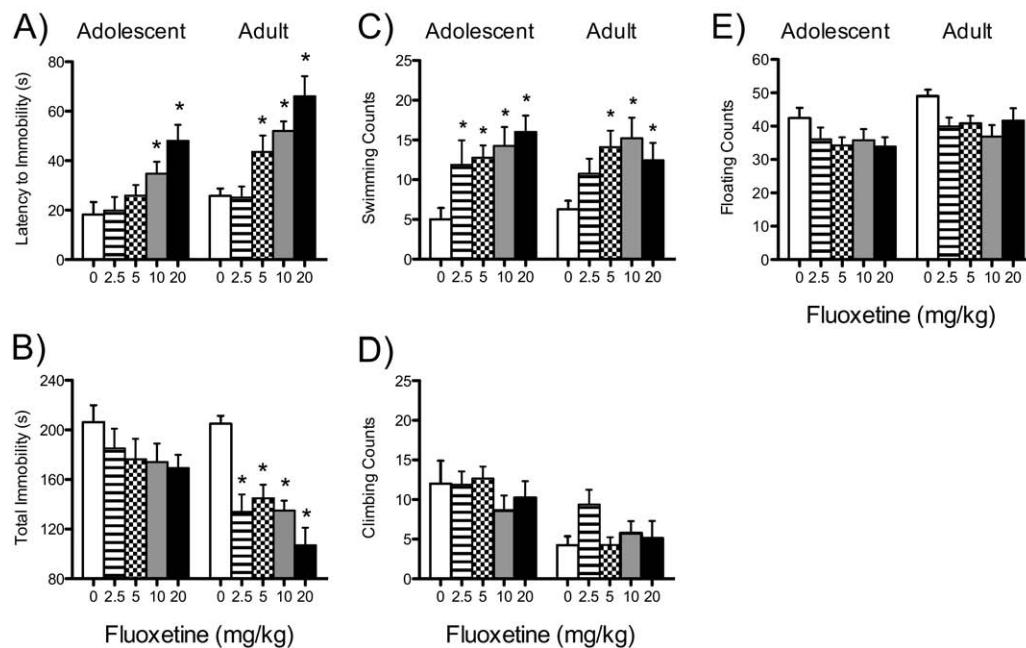 A)
Adolescent Adult
Latency to Immobility (s)
80
60
40
20
0
* * * * *
0 2.5 5 10 20 0 2.5 5 10 20
B)
Total Immobility (s)
240
200
160
120
80
* * * *
0 2.5 5 10 20 0 2.5 5 10 20
Fluoxetine (mg/kg)
C)
Adolescent Adult
Swimming Counts
25
20
15
10
5
0
* * * * * * *
0 2.5 5 10 20 0 2.5 5 10 20
D)
Climbing Counts
25
20
15
10
5
0
0 2.5 5 10 20 0 2.5 5 10 20
Fluoxetine (mg/kg)
E)
Adolescent Adult
Floating Counts
60
50
40
30
20
10
0
0 2.5 5 10 20 0 2.5 5 10 20
Fluoxetine (mg/kg)